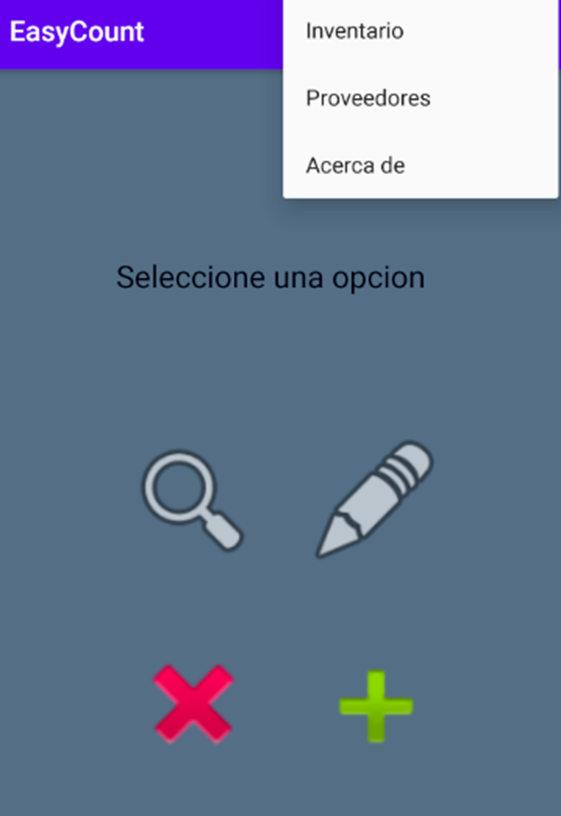 EasyCount
Inventario
Proveedores
Acerca de
Seleccione una opcion